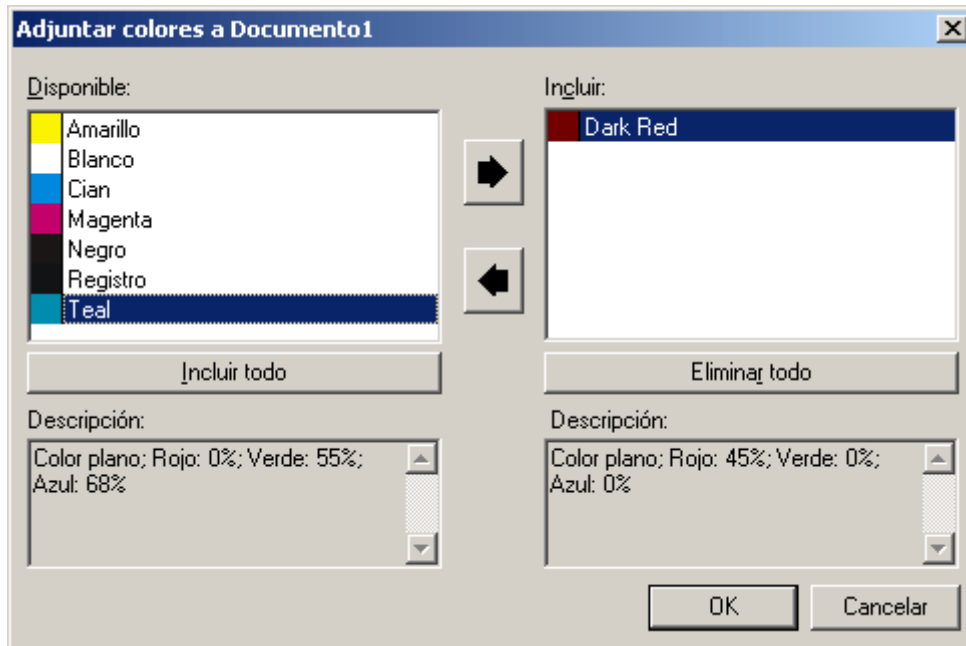 Adjuntar colores a Documento1
Disponible:
Amarillo
Blanco
Cian
Magenta
Negro
Registro
Teal
Incluir todo
Descripción:
Color plano; Rojo: 0%; Verde: 55%;
Azul: 68%
Incluir:
Dark Red
Eliminar todo
Descripción:
Color plano; Rojo: 45%; Verde: 0%;
Azul: 0%
OK
Cancelar